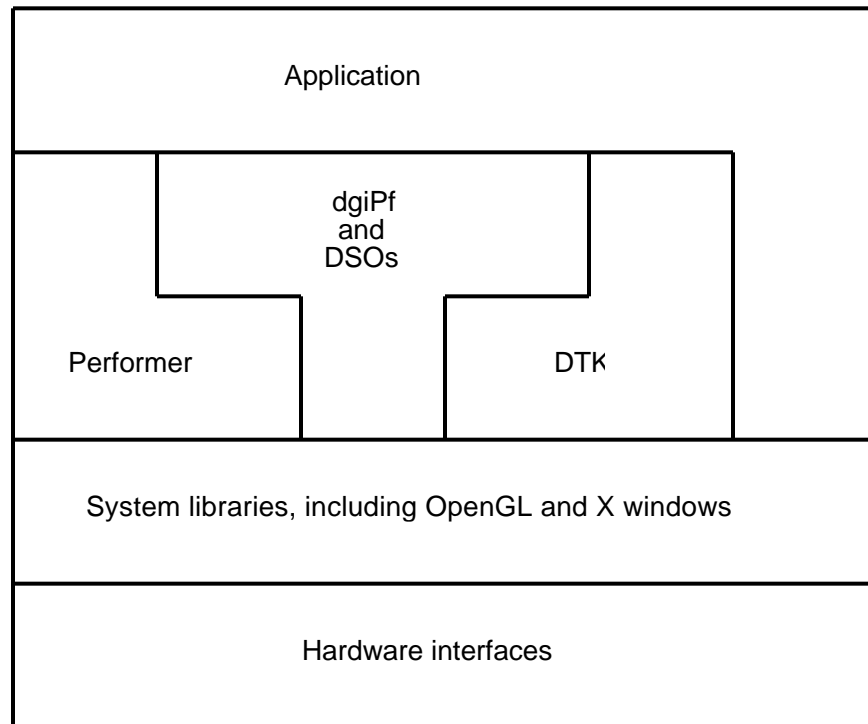 Application
dgiPf
and
DSOs
Performer
DTK
System libraries, including OpenGL and X windows
Hardware interfaces